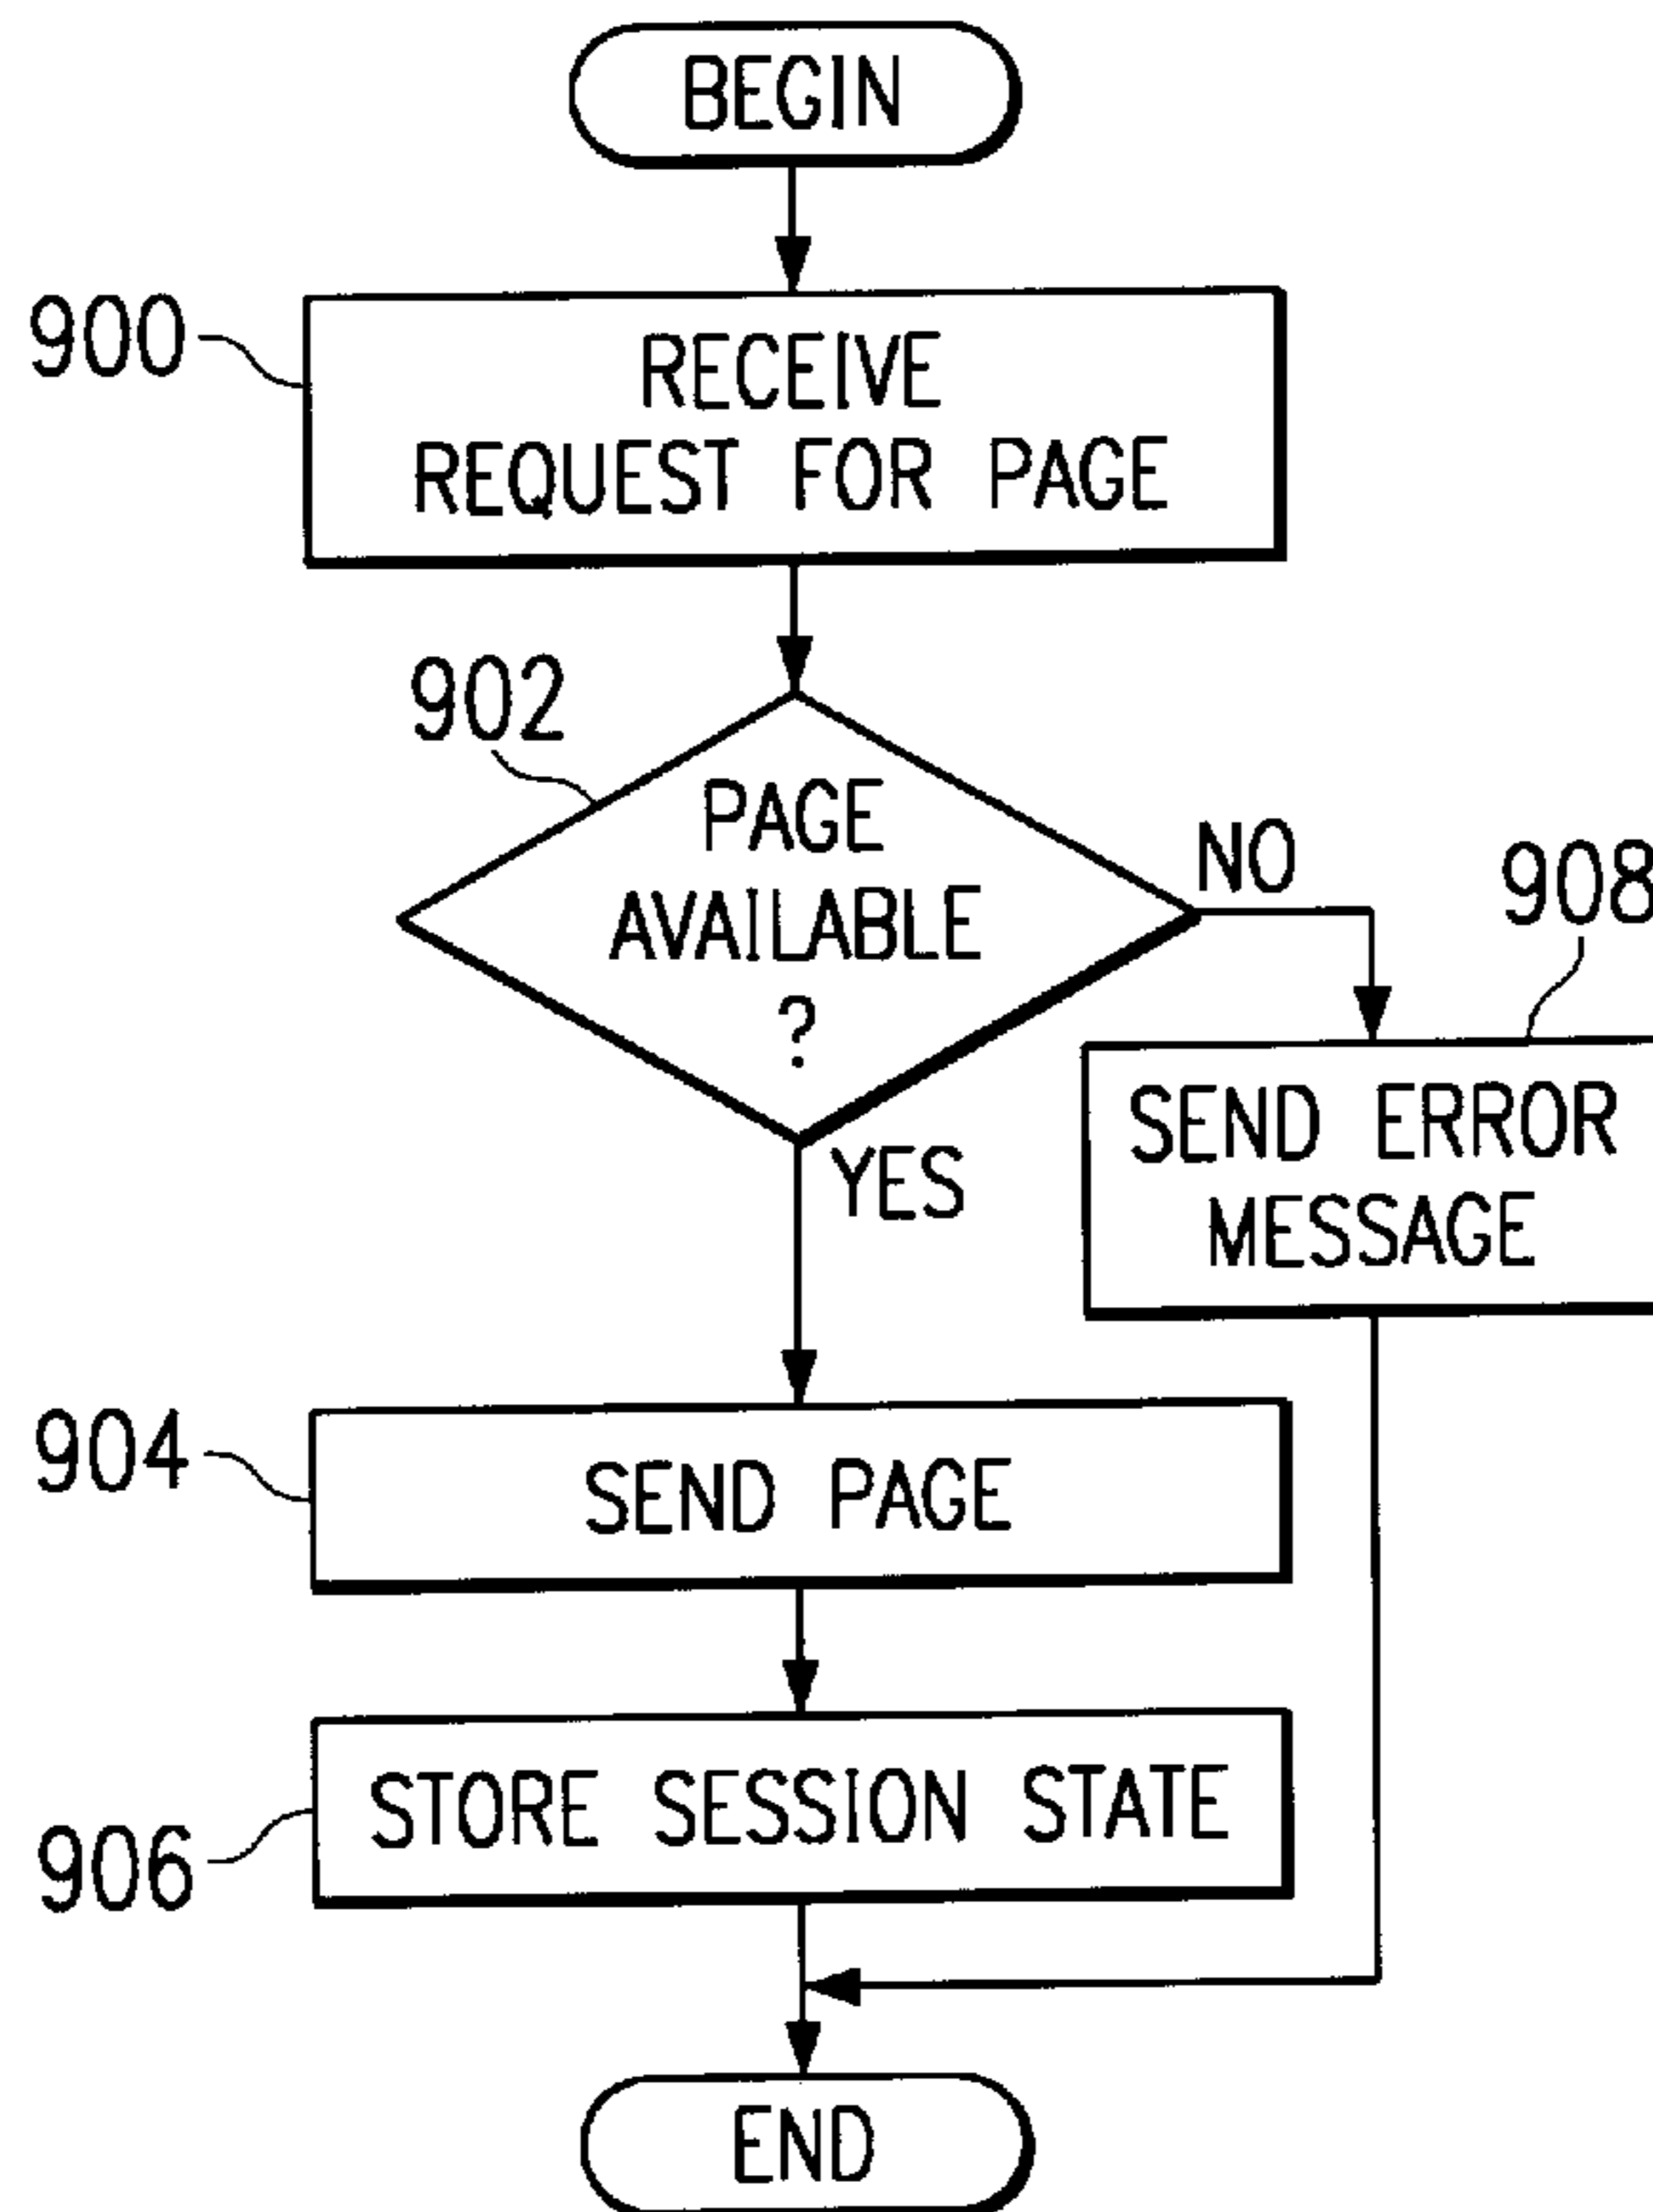 BEGIN
900
RECEIVE
REQUEST FOR PAGE
902
PAGE
AVAILABLE
?
NO
908
SEND ERROR
MESSAGE
YES
904
SEND PAGE
906
STORE SESSION STATE
END